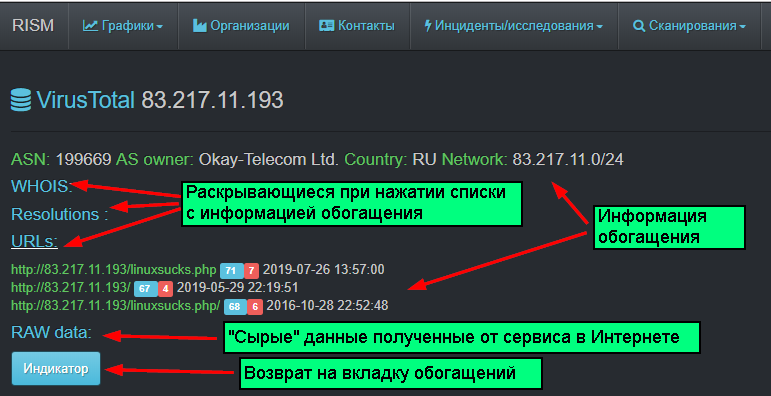 RISM Графики Организации Контакты Инциденты/исследования Сканирования
VirusTotal 83.217.11.193
ASN: 199669 AS owner: Okay-Telecom Ltd. Country: RU Network: 83.217.11.0/24
WHOIS:
Раскрывающиеся при нажатии списки
с информацией обогащения
Resolutions :
Информация
обогащения
URLs:
http://83.217.11.193/linuxsucks.php 71 7 2019-07-26 13:57:00
http://83.217.11.193/ 67 4 2019-05-29 22:19:51
http://83.217.11.193/linuxsucks.php/ 68 6 2016-10-28 22:52:48
RAW data:
"Сырые" данные полученные от сервиса в Интернете
Индикатор
Возврат на вкладку обогащений